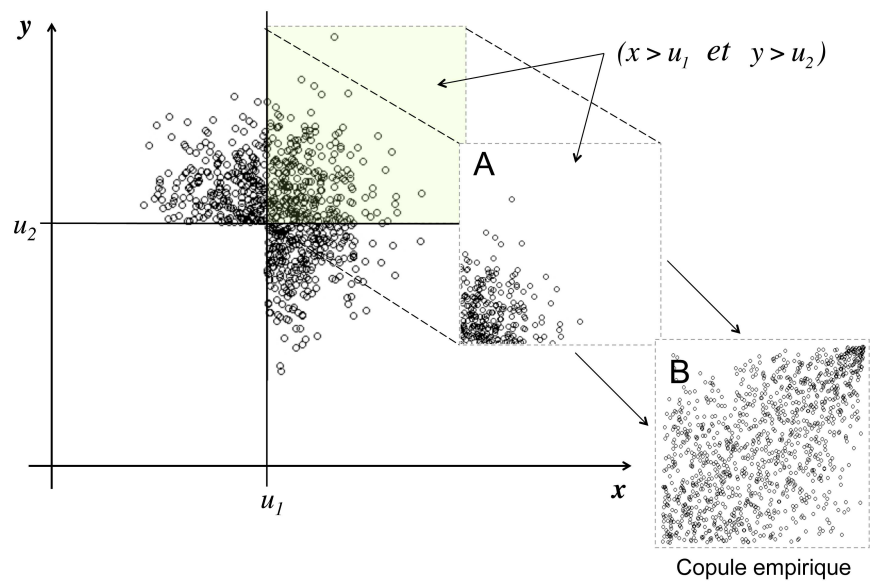 y
(x > u₁ et y > u₂)
A
u₂
B
u₁
x
Copule empirique